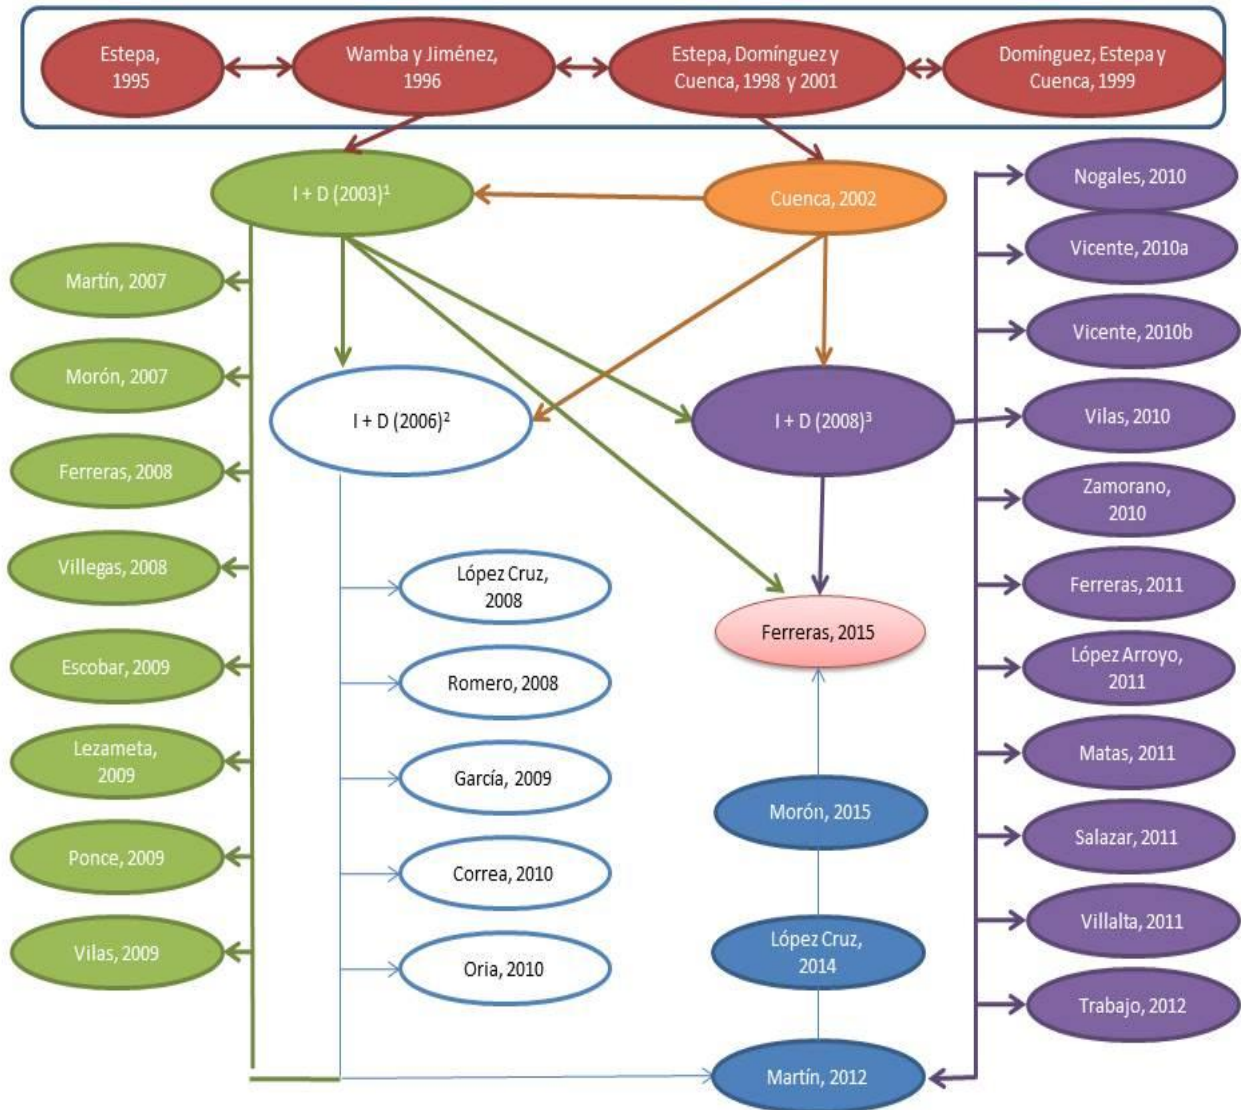 Estepa,
1995
Wamba y Jiménez,
1996
Estepa, Domínguez y
Cuenca, 1998 y 2001
Domínguez, Estepa y
Cuenca, 1999
I + D (2003)¹
Cuenca, 2002
Nogales, 2010
Vicente, 2010a
Martín, 2007
Vicente, 2010b
Morón, 2007
I + D (2006)²
I + D (2008)³
Vilas, 2010
Ferreras, 2008
Zamorano,
2010
Villegas, 2008
López Cruz,
2008
Ferreras, 2011
Ferreras, 2015
Escobar, 2009
Romero, 2008
López Arroyo,
2011
Lezameta,
2009
García, 2009
Matas, 2011
Morón, 2015
Salazar, 2011
Ponce, 2009
Correa, 2010
Villalta, 2011
Vilas, 2009
Oria, 2010
López Cruz,
2014
Trabajo, 2012
Martín, 2012